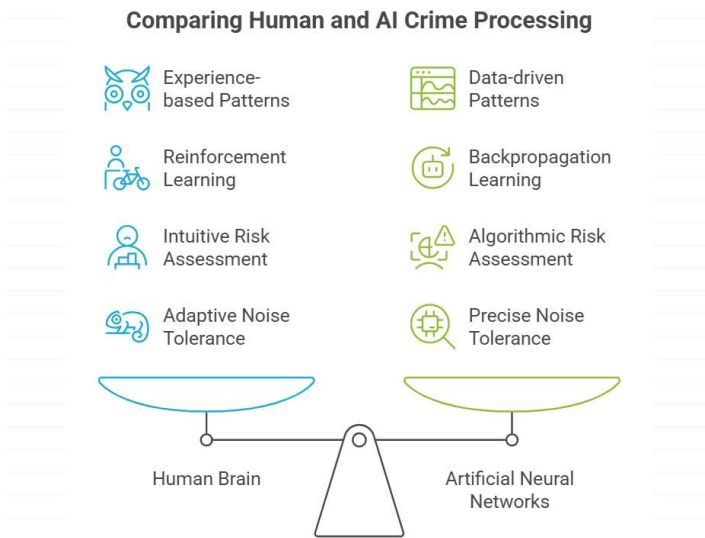 Comparing Human and AI Crime Processing
Experience-
based Patterns
Data-driven
Patterns
Reinforcement
Learning
Backpropagation
Learning
Intuitive Risk
Assessment
Algorithmic Risk
Assessment
Adaptive Noise
Tolerance
Precise Noise
Tolerance
Human Brain
Artificial Neural
Networks